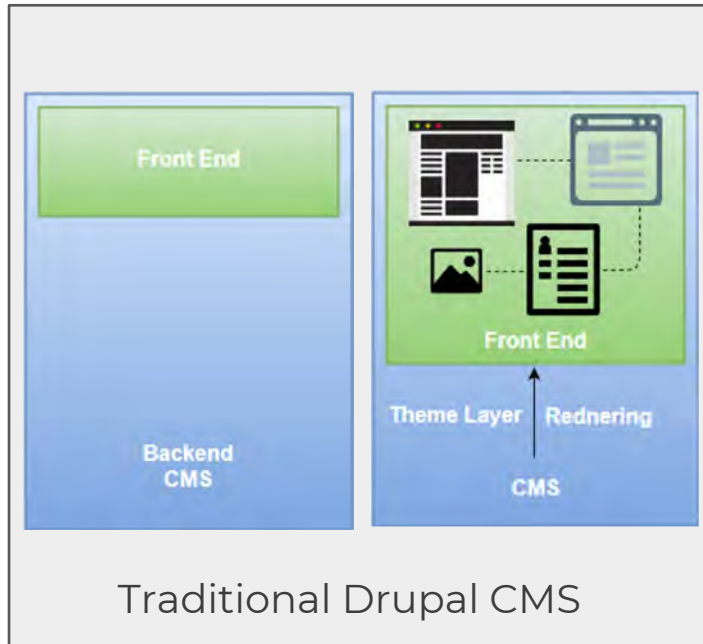 Front End
Backend
CMS
Front End
Theme Layer
Rednering
CMS
Traditional Drupal CMS